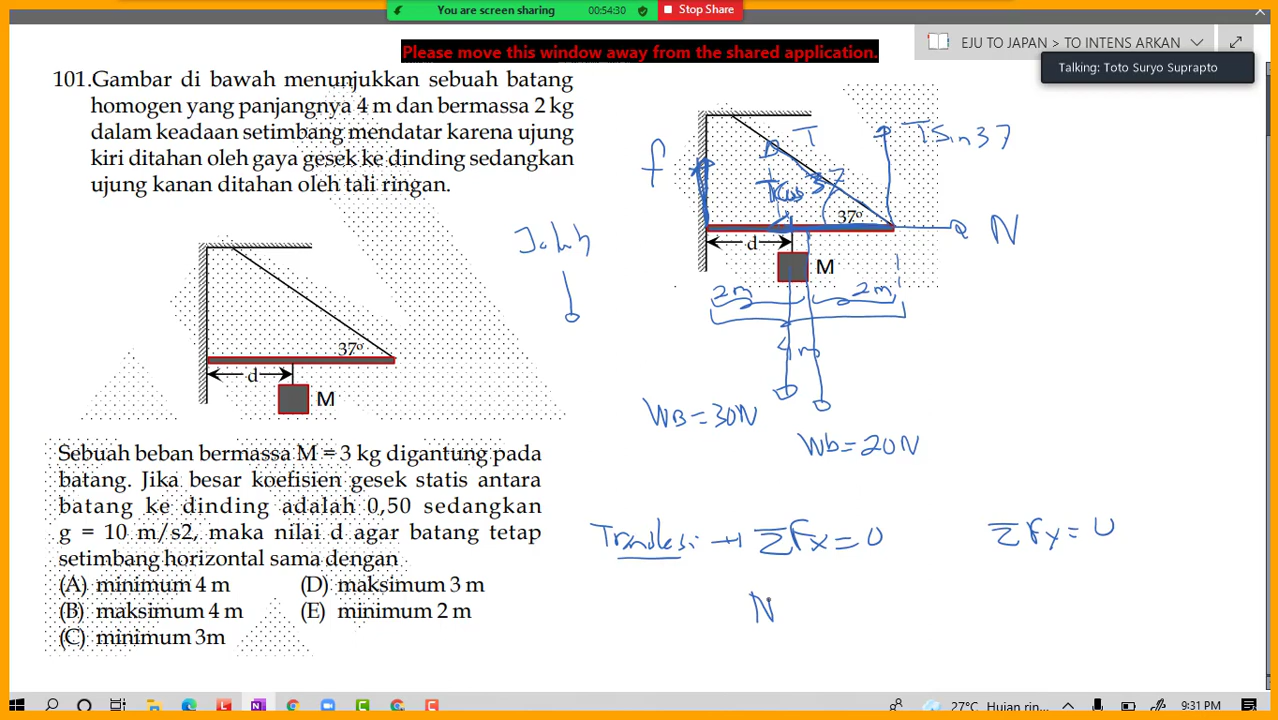 You are screen sharing
00:54:30
Stop Share
Please move this window away from the shared application.
EJU TO JAPAN > TO INTENS ARKAN
Talking: Toto Suryo Suprapto
101.Gambar di bawah menunjukkan sebuah batang
homogen yang panjangnya 4 m dan bermassa 2 kg
dalam keadaan setimbang mendatar karena ujung
kiri ditahan oleh gaya gesek ke dinding sedangkan
ujung kanan ditahan oleh tali ringan.
37º
d
M
Sebuah beban bermassa M = 3 kg digantung pada
batang. Jika besar koefisien gesek statis antara
batang ke dinding adalah 0,50 sedangkan
g = 10 m/s2, maka nilai d agar batang tetap
setimbang horizontal sama dengan
(A) minimum 4 m
(D) maksimum 3 m
(B) maksimum 4 m
(E) minimum 2 m
(C) minimum 3m
T
T Sin 37
f
T Cos 37
37º
N
d
M
2m
2m
4m
WB = 30N
Wb = 20N
Translasi → ΣFx = 0
ΣFy = 0
N
27°C Hujan rin...
9:31 PM